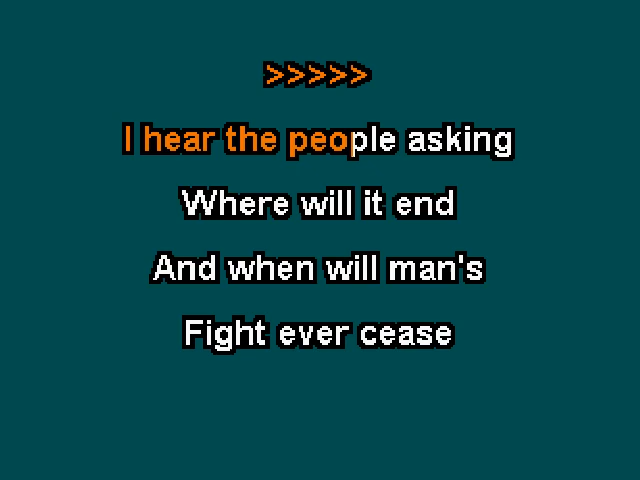 >>>>>
I hear the people asking
Where will it end
And when will man's
Fight ever cease